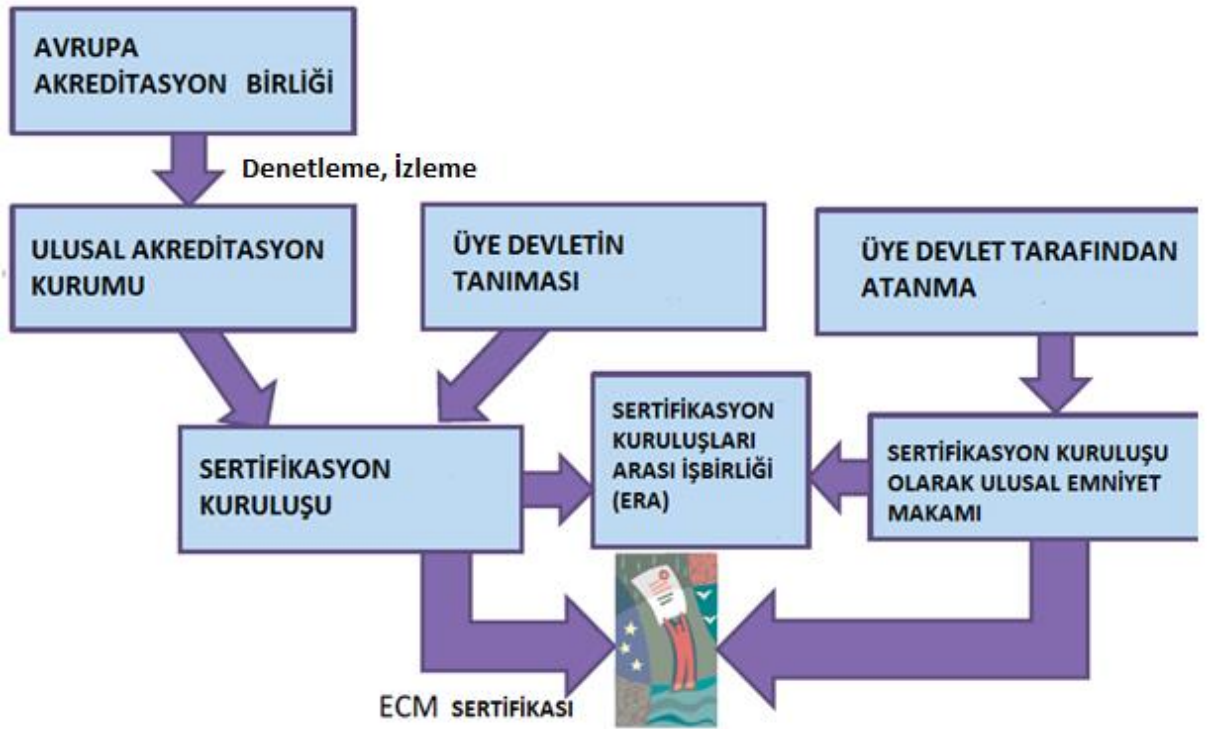 AVRUPA
AKREDİTASYON BİRLİĞİ
Denetleme, İzleme
ULUSAL AKREDİTASYON
KURUMU
ÜYE DEVLETİN
TANIMASI
ÜYE DEVLET TARAFINDAN
ATANMA
SERTİFİKASYON
KURULUŞU
SERTİFİKASYON
KURULUŞLARI
ARASI İŞBİRLİĞİ
(ERA)
SERTİFİKASYON KURULUŞU
OLARAK ULUSAL EMNİYET
MAKAMI
ECM SERTİFİKASI